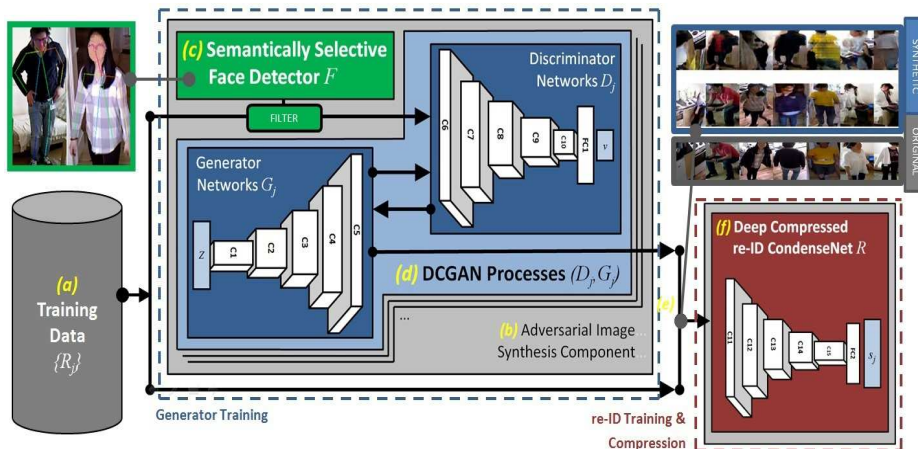 (c) Semantically Selective
Face Detector F
FILTER
Discriminator
Networks Dj
C6
C7
C8
C9
C10
FC1
v
Generator
Networks Gj
Z
C1
C2
C3
C4
C5
(d) DCGAN Processes (Dj,Gj)
...
(b) Adversarial Image...
Synthesis Component...
Generator Training
(a)
Training
Data
{Rj}
SYNTHETIC
ORIGINAL
(e)
(f) Deep Compressed
re-ID CondenseNet R
C11
C12
C13
C14
C15
FC2
sj
re-ID Training &
Compression